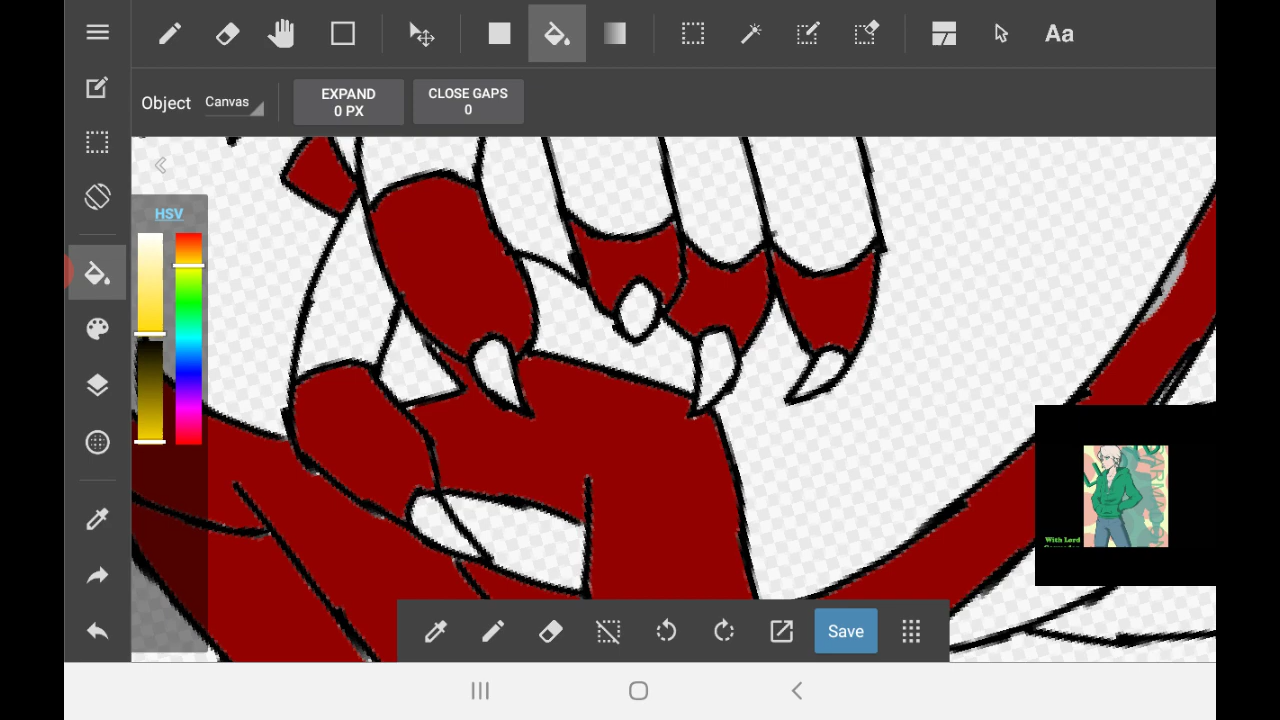 Aa
Object Canvas
EXPAND
0 PX
CLOSE GAPS
0
HSV
With Lord
Save